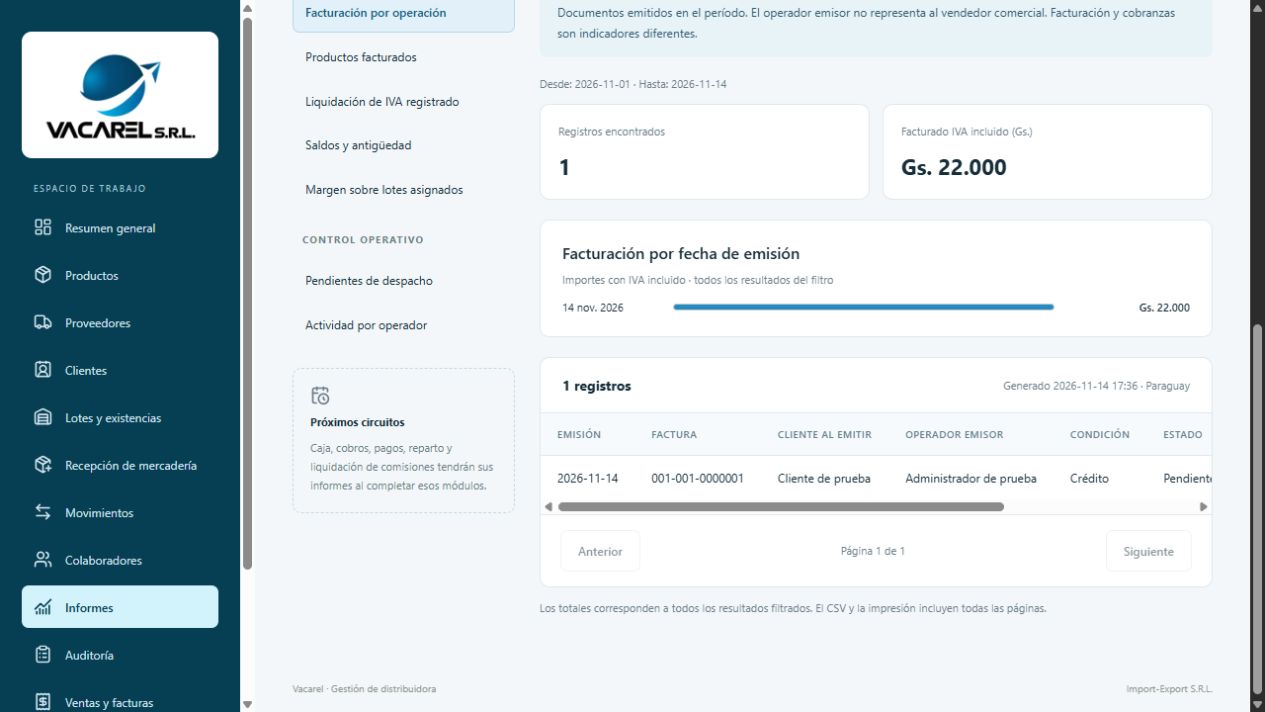 VACAREL S.R.L.
ESPACIO DE TRABAJO
Resumen general
Productos
Proveedores
Clientes
Lotes y existencias
Recepción de mercadería
Movimientos
Colaboradores
Informes
Auditoría
Ventas y facturas
Facturación por operación
Productos facturados
Liquidación de IVA registrado
Saldos y antigüedad
Margen sobre lotes asignados
CONTROL OPERATIVO
Pendientes de despacho
Actividad por operador
Próximos circuitos
Caja, cobros, pagos, reparto y
liquidación de comisiones tendrán sus
informes al completar esos módulos.
Documentos emitidos en el período. El operador emisor no representa al vendedor comercial. Facturación y cobranzas
son indicadores diferentes.
Desde: 2026-11-01 · Hasta: 2026-11-14
Registros encontrados
1
Facturado IVA incluido (Gs.)
Gs. 22.000
Facturación por fecha de emisión
Importes con IVA incluido · todos los resultados del filtro
14 nov. 2026 Gs. 22.000
1 registros Generado 2026-11-14 17:36 · Paraguay
EMISIÓN FACTURA CLIENTE AL EMITIR OPERADOR EMISOR CONDICIÓN ESTADO
2026-11-14 001-001-0000001 Cliente de prueba Administrador de prueba Crédito Pendiente
Anterior Página 1 de 1 Siguiente
Los totales corresponden a todos los resultados filtrados. El CSV y la impresión incluyen todas las páginas.
Vacarel · Gestión de distribuidora Import-Export S.R.L.